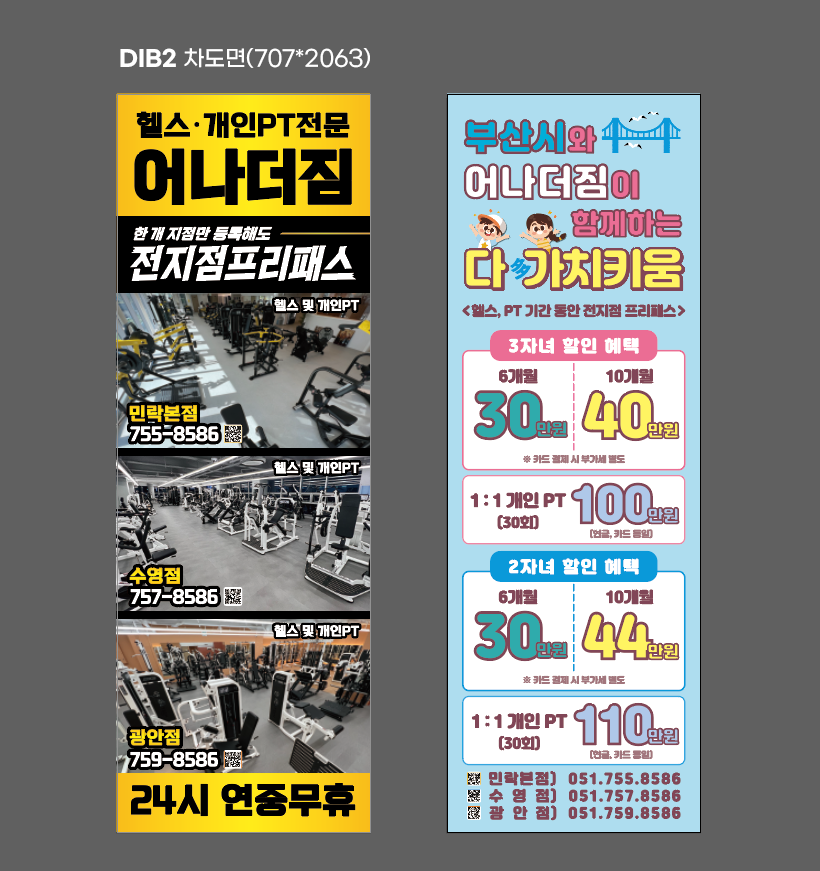 DIB2 차도면(707*2063)
헬스·개인PT전문
어나더짐
한 개 지점만 등록해도
전지점프리패스
헬스 및 개인PT
민락본점
755-8586
헬스 및 개인PT
수영점
757-8586
헬스 및 개인PT
광안점
759-8586
24시 연중무휴
부산시와
어나더짐이
함께하는
다多가치키움
<헬스, PT 기간 동안 전지점 프리패스>
3자녀 할인 혜택
6개월 10개월
30만원 40만원
※ 카드 결제 시 부가세 별도
1 : 1 개인 PT 100만원
(30회) (현금, 카드 동일)
2자녀 할인 혜택
6개월 10개월
30만원 44만원
※ 카드 결제 시 부가세 별도
1 : 1 개인 PT 110만원
(30회) (현금, 카드 동일)
민락본점) 051.755.8586
수 영 점) 051.757.8586
광 안 점) 051.759.8586